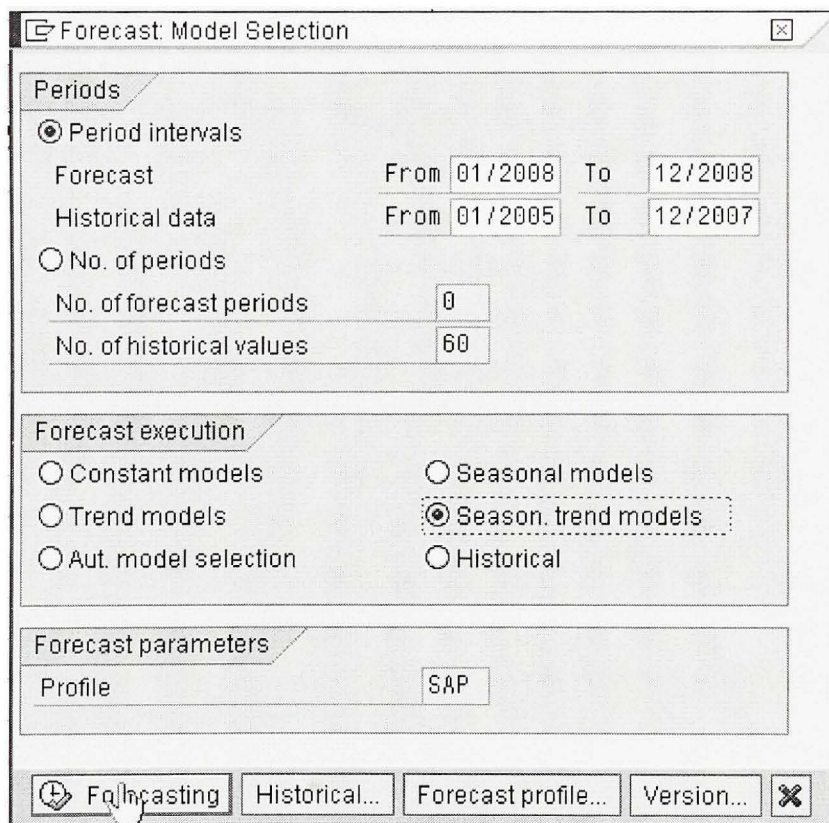 Forecast: Model Selection
Periods
Period intervals
Forecast From 01/2008 To 12/2008
Historical data From 01/2005 To 12/2007
No. of periods
No. of forecast periods 0
No. of historical values 60
Forecast execution
Constant models Seasonal models
Trend models Season. trend models
Aut. model selection Historical
Forecast parameters
Profile SAP
Historical... Forecast profile... Version...